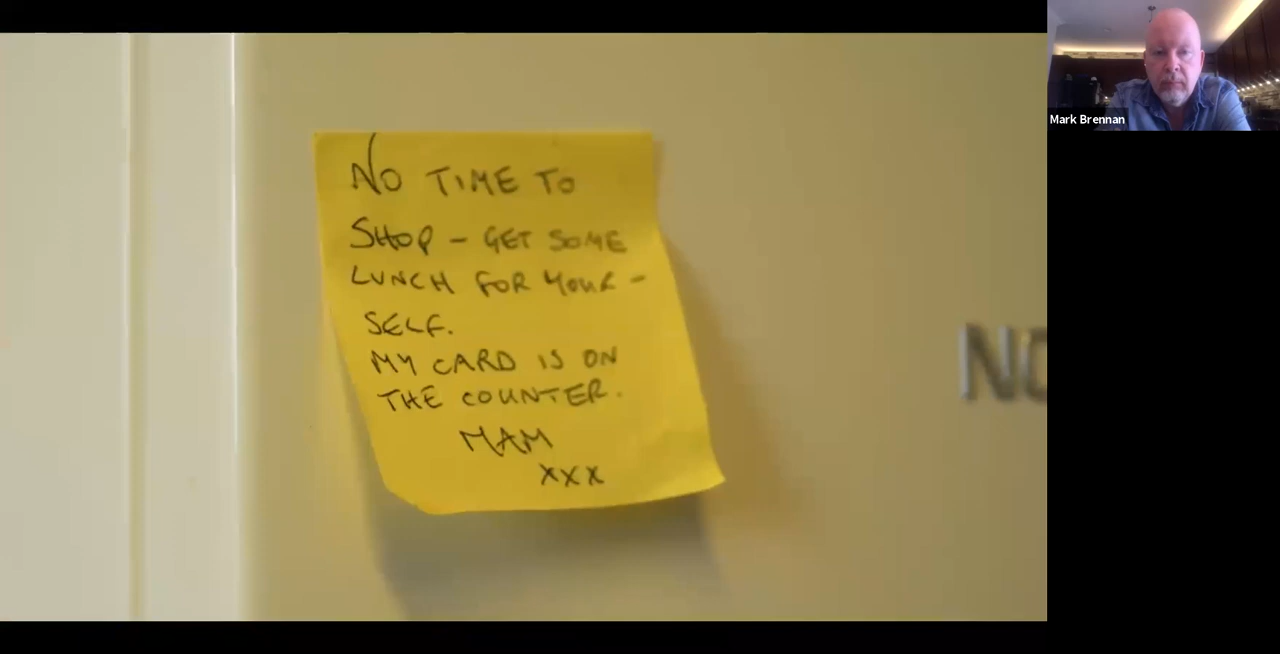 NO TIME TO
SHOP - GET SOME
LUNCH FOR YOUR-
SELF.
MY CARD IS ON
THE COUNTER.
MAM
XXX
NO
Mark Brennan